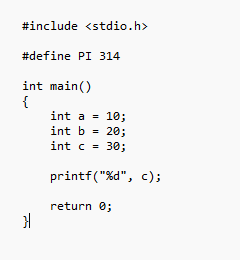 #include <stdio.h>
#define PI 314
int main()
{
    int a = 10;
    int b = 20;
    int c = 30;
    printf("%d", c);
    return 0;
}